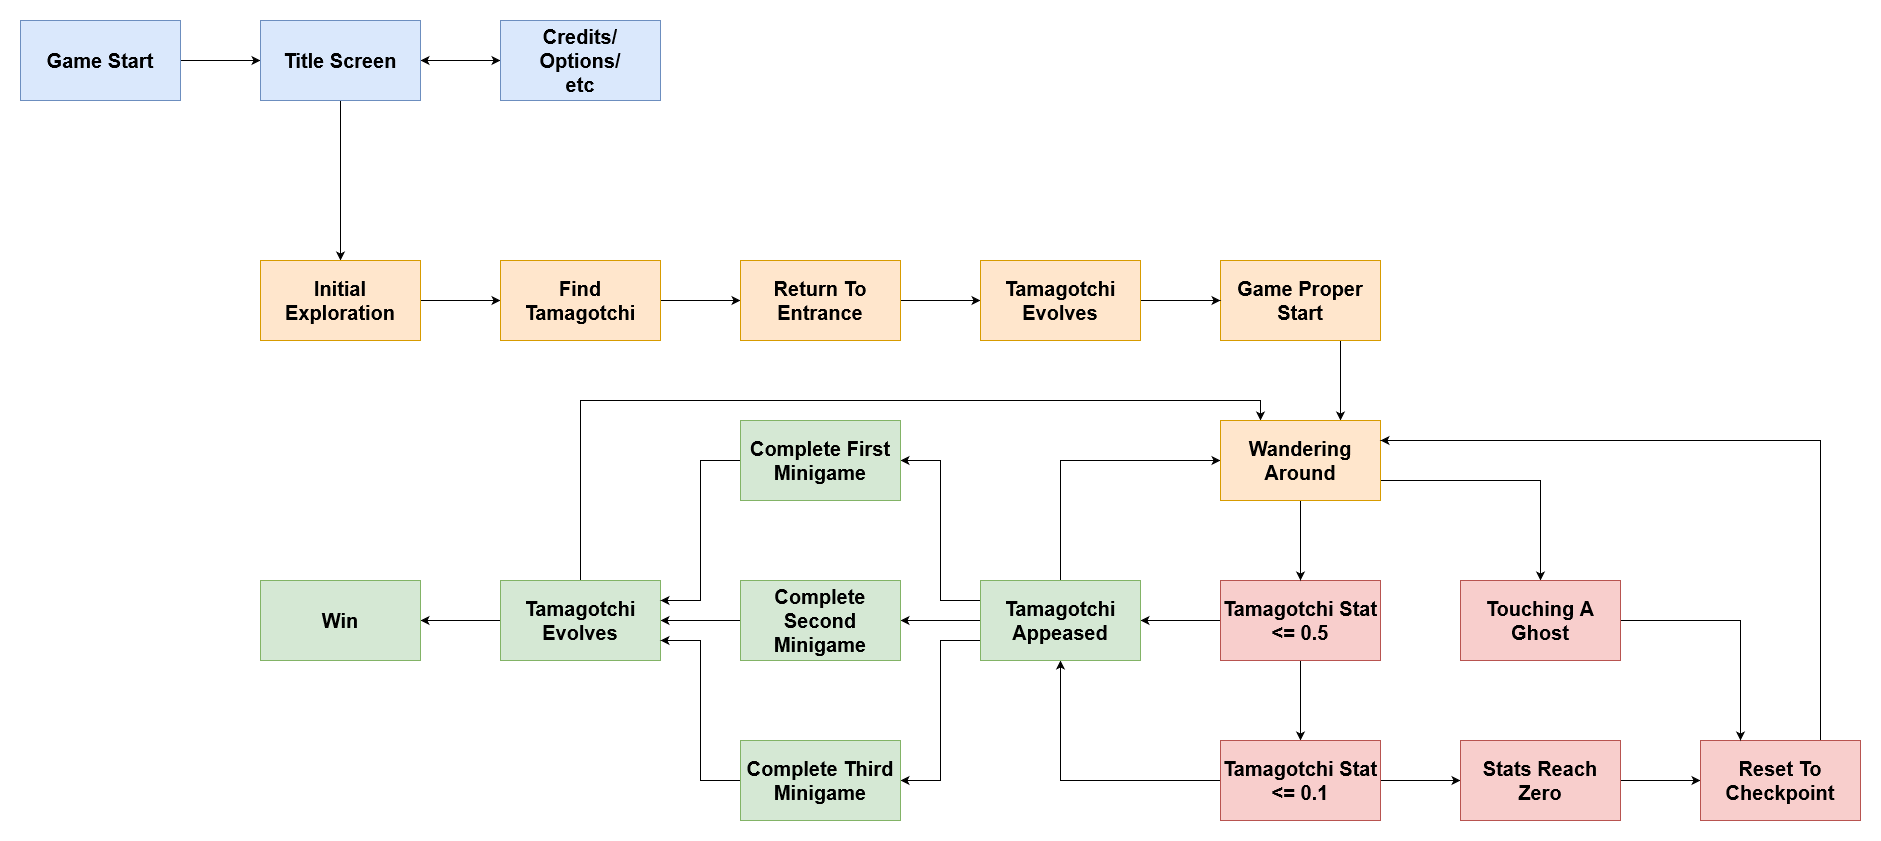 Game Start
Title Screen
Credits/
Options/
etc
Initial
Exploration
Find
Tamagotchi
Return To
Entrance
Tamagotchi
Evolves
Game Proper
Start
Complete First
Minigame
Wandering
Around
Win
Tamagotchi
Evolves
Complete
Second
Minigame
Tamagotchi
Appeased
Tamagotchi Stat
<= 0.5
Touching A
Ghost
Complete Third
Minigame
Tamagotchi Stat
<= 0.1
Stats Reach
Zero
Reset To
Checkpoint